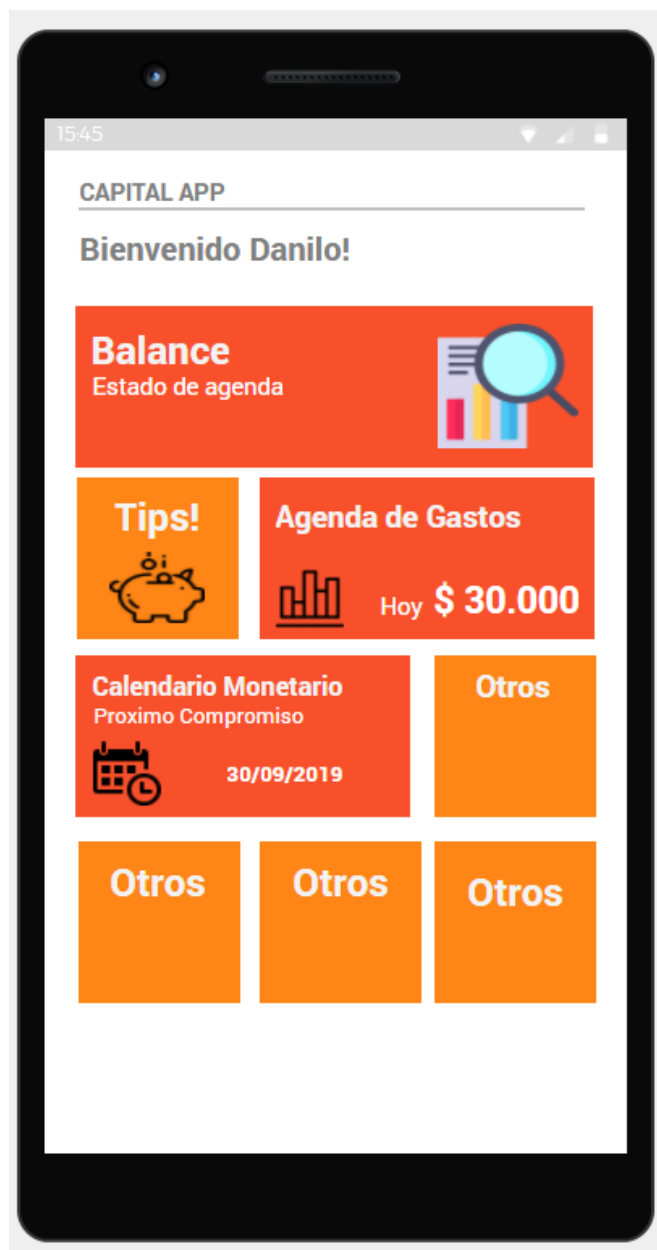 15:45
CAPITAL APP
Bienvenido Danilo!
Balance
Estado de agenda
Tips!
Agenda de Gastos
Hoy $ 30.000
Calendario Monetario
Proximo Compromiso
30/09/2019
Otros
Otros
Otros
Otros